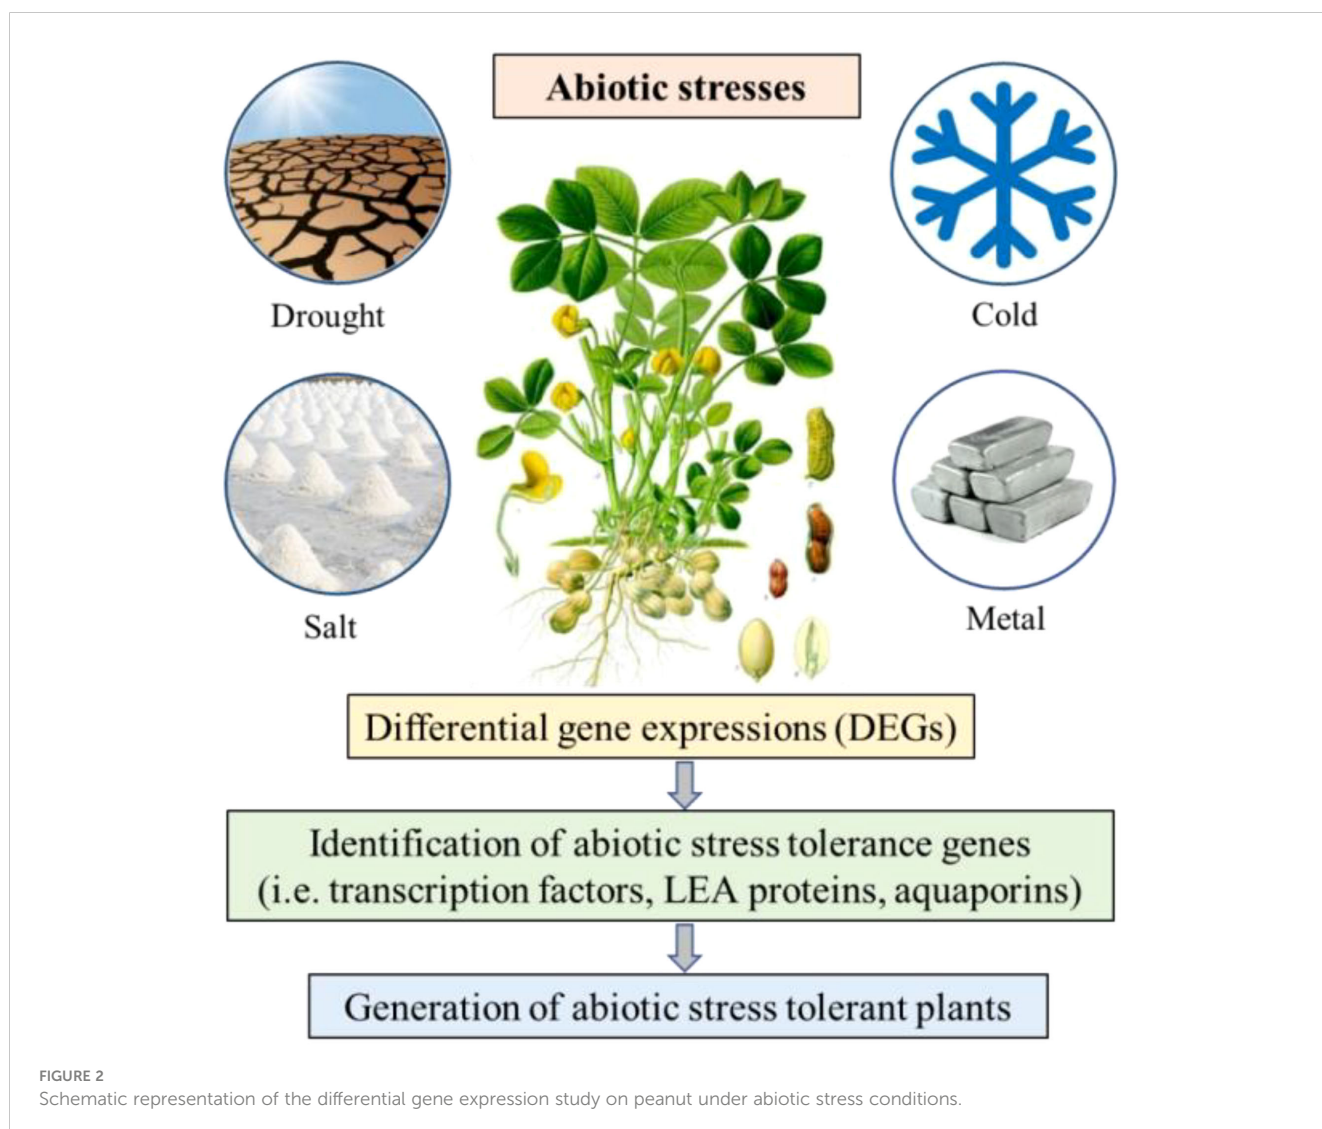 Abiotic stresses
Drought
Cold
Salt
Metal
Differential gene expressions (DEGs)
Identification of abiotic stress tolerance genes
(i.e. transcription factors, LEA proteins, aquaporins)
Generation of abiotic stress tolerant plants
FIGURE 2
Schematic representation of the differential gene expression study on peanut under abiotic stress conditions.